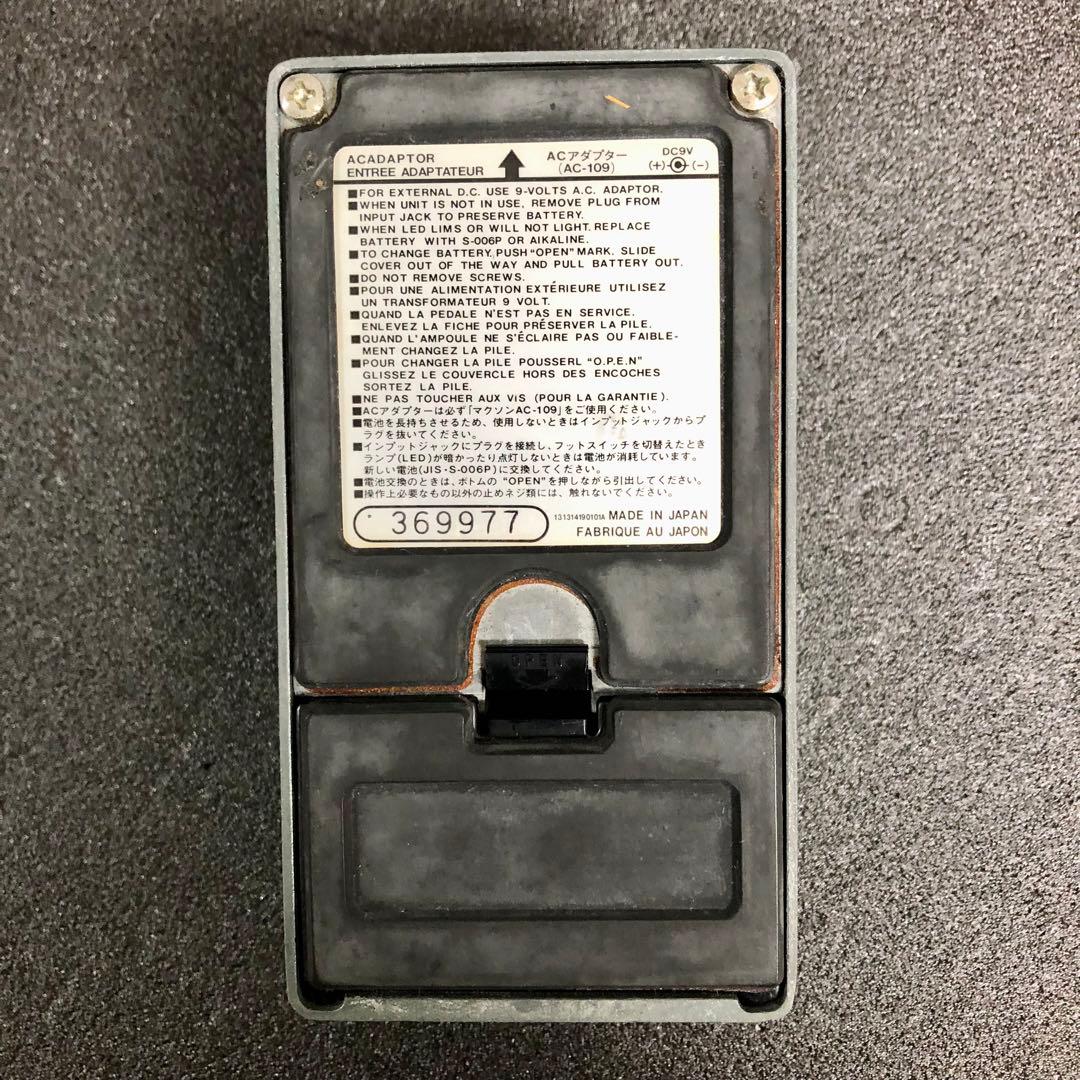 ACADAPTOR
ENTREE ADAPTATEUR
ACアダプター
(AC-109)
DC9V
(+) (−)
■FOR EXTERNAL D.C. USE 9-VOLTS A.C. ADAPTOR.
■WHEN UNIT IS NOT IN USE, REMOVE PLUG FROM
INPUT JACK TO PRESERVE BATTERY.
■WHEN LED LIMS OR WILL NOT LIGHT. REPLACE
BATTERY WITH S-006P OR AIKALINE.
■TO CHANGE BATTERY, PUSH "OPEN" MARK. SLIDE
COVER OUT OF THE WAY AND PULL BATTERY OUT.
■DO NOT REMOVE SCREWS.
■POUR UNE ALIMENTATION EXTÉRIEURE UTILISEZ
UN TRANSFORMATEUR 9 VOLT.
■QUAND LA PEDALE N'EST PAS EN SERVICE.
ENLEVEZ LA FICHE POUR PRÉSERVER LA PILE.
■QUAND L'AMPOULE NE S'ÉCLAIRE PAS OU FAIBLE-
MENT CHANGEZ LA PILE.
■POUR CHANGER LA PILE POUSSERL "O.P.E.N"
GLISSEZ LE COUVERCLE HORS DES ENCOCHES
SORTEZ LA PILE.
■NE PAS TOUCHER AUX ViS (POUR LA GARANTIE).
■ACアダプターは必ず「マクソンAC-109」をご使用ください。
■電池を長持ちさせるため、使用しないときはインプットジャックからプ
ラグを抜いてください。
■インプットジャックにプラグを接続し、フットスイッチを切替えたとき
ランプ(LED)が暗かったり点灯しないときは電池が消耗しています。
新しい電池(JIS・S-006P)に交換してください。
■電池交換のときは、ボトムの "OPEN"を押しながら引出してください。
■操作上必要なもの以外の止めネジ類には、触れないでください。
369977
131314190101A MADE IN JAPAN
FABRIQUE AU JAPON
OPEN